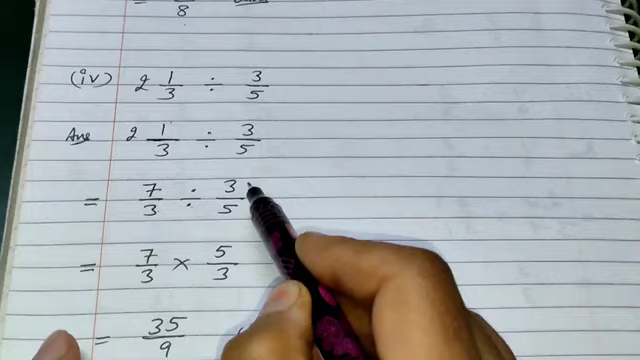 8
(iv) 2 1/3 ÷ 3/5
Ans 2 1/3 ÷ 3/5
= 7/3 ÷ 3/5
= 7/3 × 5/3
= 35/9